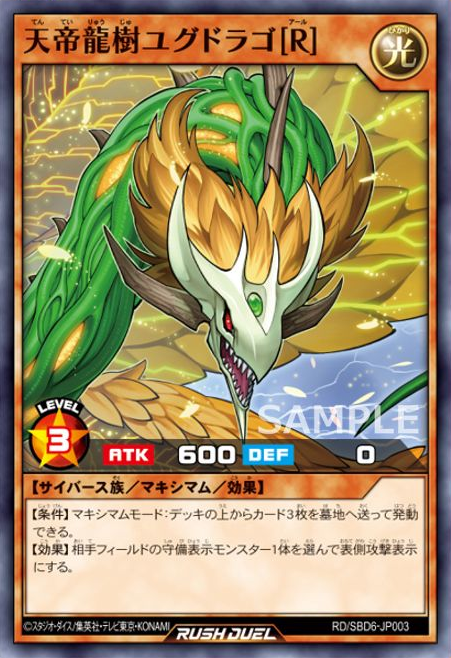 天帝龍樹ユグドラゴ[R]
てん てい りゅう じゅ アール
光
ひかり
SAMPLE
LEVEL
3
ATK 600 DEF 0
【サイバース族／マキシマム／効果】
【条件】マキシマムモード：デッキの上からカード3枚を墓地へ送って発動
できる。
【効果】相手フィールドの守備表示モンスター1体を選んで表側攻撃表示
にする。
©スタジオ・ダイス/集英社・テレビ東京・KONAMI
RUSH DUEL
RD/SBD6-JP003